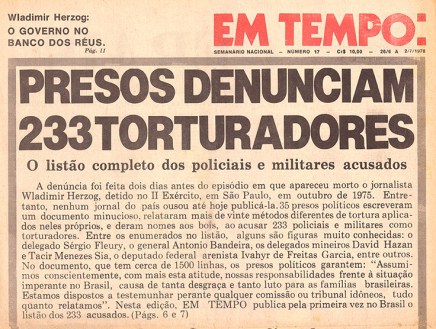 Wladimir Herzog:
O GOVERNO NO
BANCO DOS RÉUS.
Pág. 11
EM TEMPO:
SEMANÁRIO NACIONAL - NÚMERO 17 - Cr$ 10,00 - 26/6 A 2/7/1978
PRESOS DENUNCIAM
233 TORTURADORES
O listão completo dos policiais e militares acusados
A denúncia foi feita dois dias antes do episódio em que apareceu morto o jornalista
Wladimir Herzog, detido no II Exército, em São Paulo, em outubro de 1975. Entre-
tanto, nenhum jornal do país ousou até hoje publicá-la. 35 presos políticos escreveram
um documento minucioso, relataram mais de vinte métodos diferentes de tortura aplica-
dos neles próprios, e deram nomes aos bois, ao acusar 233 policiais e militares como
torturadores. Entre os enumerados no listão, alguns são figuras muito conhecidas: o
delegado Sérgio Fleury, o general Antonio Bandeira, os delegados mineiros David Hazan
e Tacir Menezes Sia, o deputado federal arenista Ivahyr de Freitas Garcia, entre outros.
No documento, que tem cerca de 1500 linhas, os presos políticos garantem: "Assumi-
mos conscientemente, com mais esta atitude, nossas responsabilidades frente à situação
imperante no Brasil, causa de tanta desgraça e tanto luto para as famílias brasileiras.
Estamos dispostos a testemunhar perante qualquer comissão ou tribunal idôneos, tudo
quanto relatamos". Nesta edição, EM TEMPO publica pela primeira vez no Brasil o
listão dos 233 acusados. (Págs. 6 e 7)